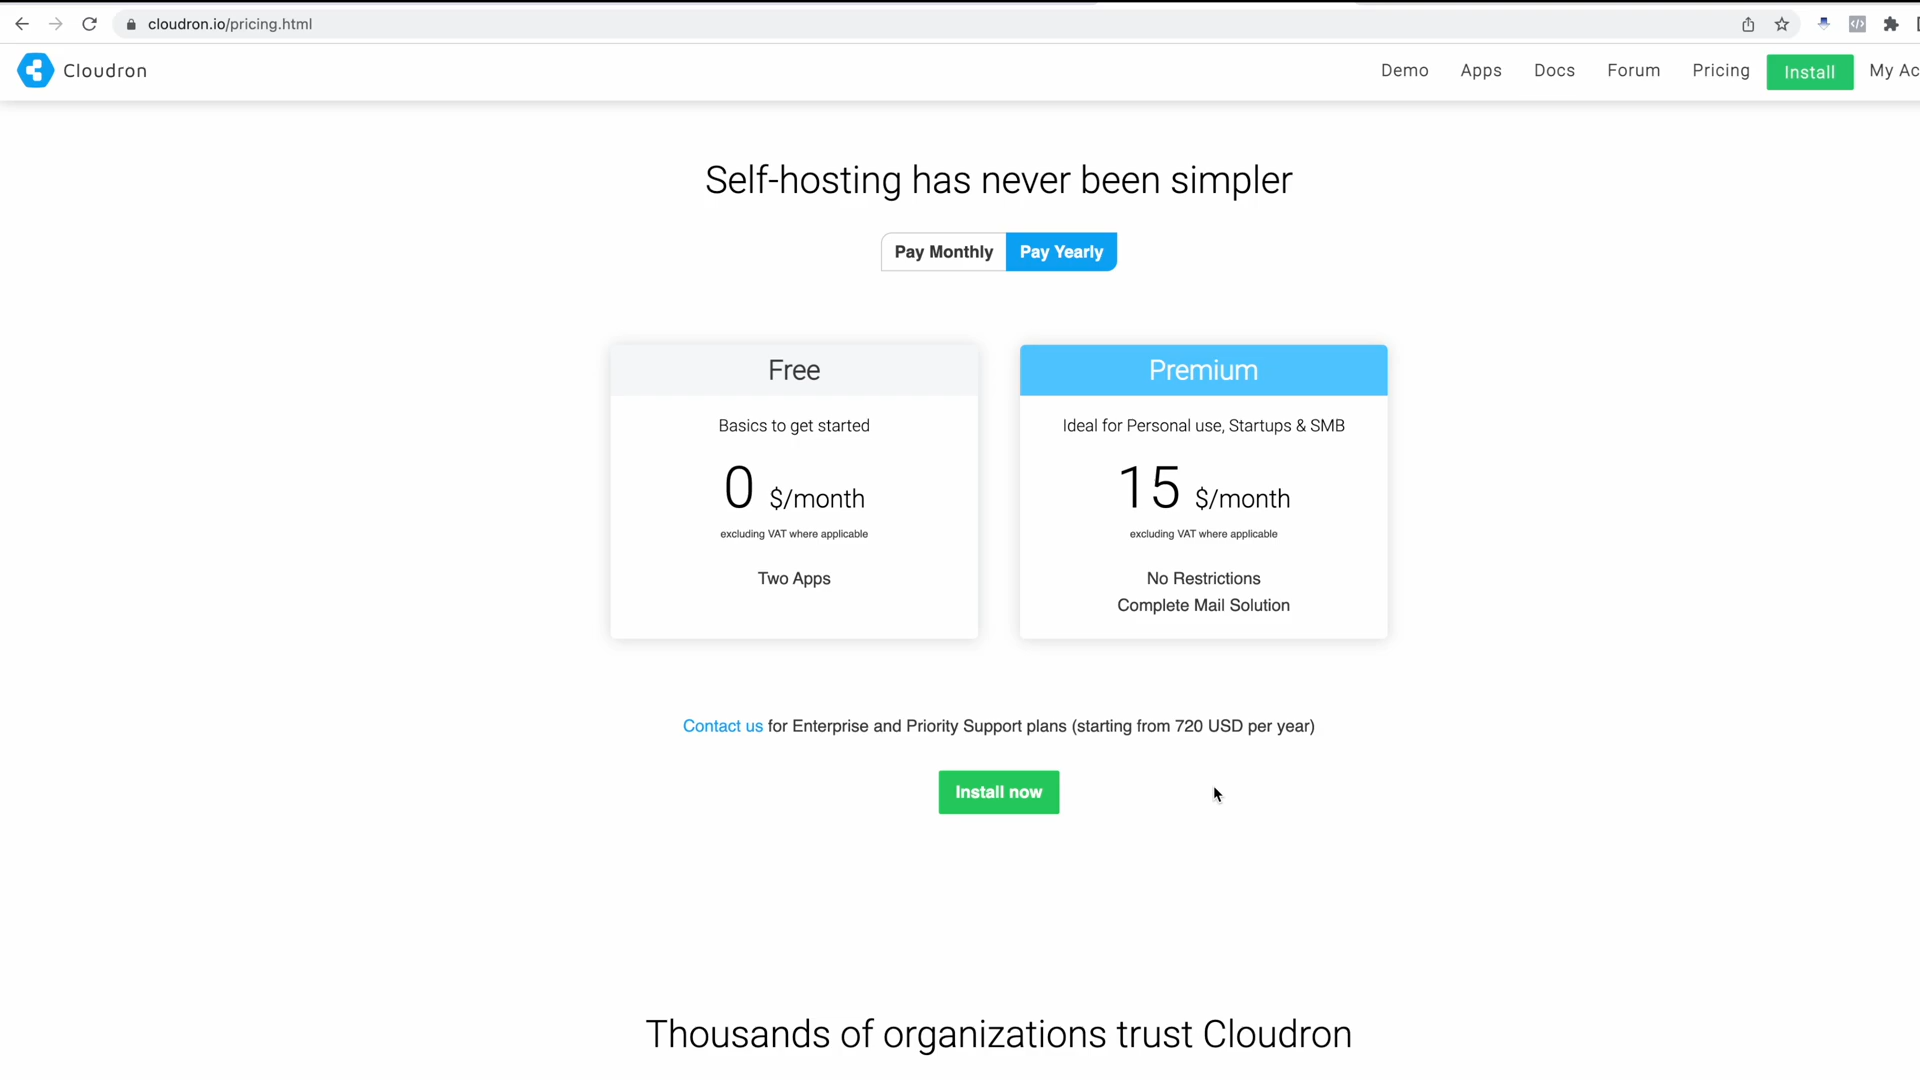 cloudron.io/pricing.html
Cloudron
Demo
Apps
Docs
Forum
Pricing
Install
My Ac
Self-hosting has never been simpler
Pay Monthly
Pay Yearly
Free
Basics to get started
0 $/month
excluding VAT where applicable
Two Apps
Premium
Ideal for Personal use, Startups & SMB
15 $/month
excluding VAT where applicable
No Restrictions
Complete Mail Solution
Contact us for Enterprise and Priority Support plans (starting from 720 USD per year)
Install now
Thousands of organizations trust Cloudron